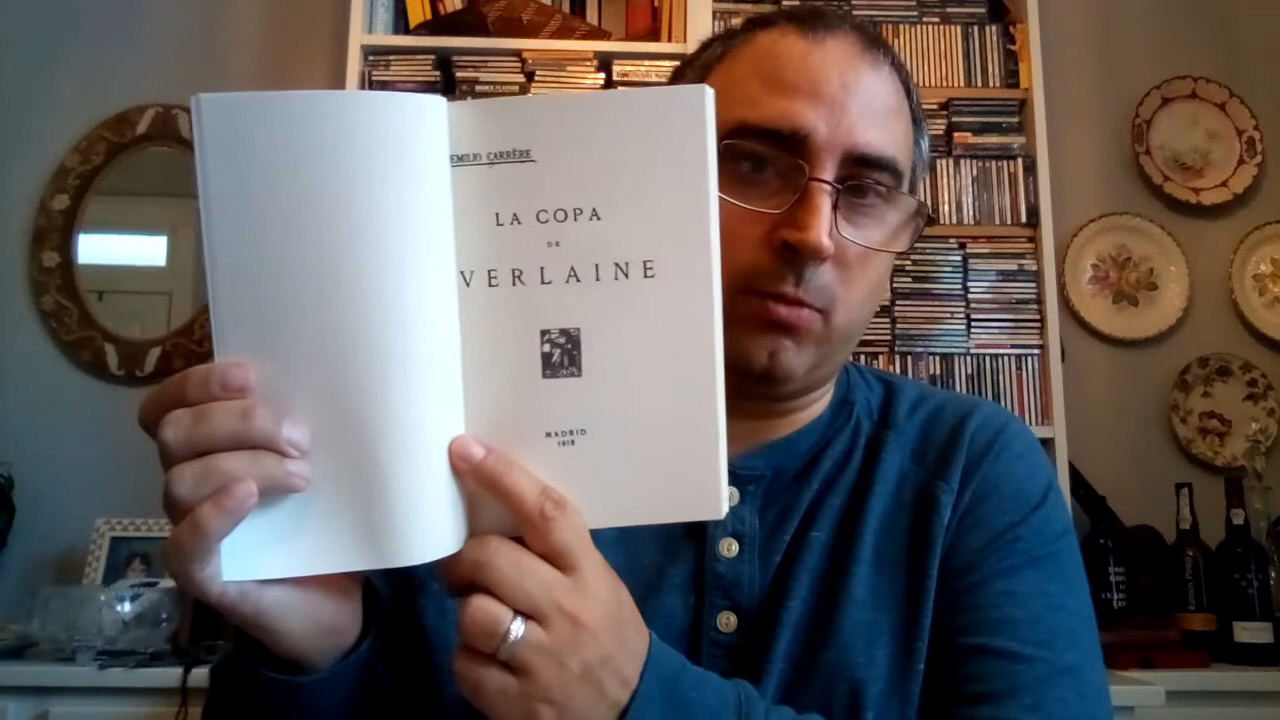 EMILIO CARRÈRE
LA COPA
DE
VERLAINE
MADRID
1918